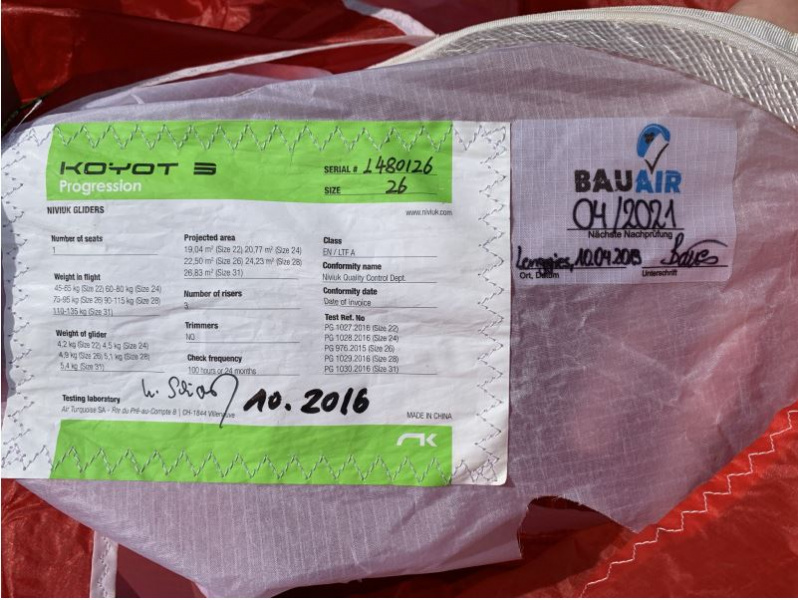 KOYOT 3
Progression
SERIAL # L480126
SIZE 26
NIVIUK GLIDERS
www.niviuk.com
Number of seats
1
Weight in flight
45-65 kg (Size 22) 60-80 kg (Size 24)
75-95 kg (Size 26) 90-115 kg (Size 28)
110-135 kg (Size 31)
Weight of glider
4,2 kg (Size 22) 4,5 kg (Size 24)
4,9 kg (Size 26) 5,1 kg (Size 28)
5,4 kg (Size 31)
Projected area
19,04 m² (Size 22) 20,77 m² (Size 24)
22,50 m² (Size 26) 24,23 m² (Size 28)
26,83 m² (Size 31)
Number of risers
3
Trimmers
NO
Check frequency
100 hours or 24 months
Class
EN / LTF A
Conformity name
Niviuk Quality Control Dept.
Conformity date
Date of invoice
Test Ref. No
PG 1027.2016 (Size 22)
PG 1028.2016 (Size 24)
PG 976.2015 (Size 26)
PG 1029.2016 (Size 28)
PG 1030.2016 (Size 31)
Testing laboratory
Air Turquoise SA - Rte du Pré-au-Comte 8 | CH-1844 Villeneuve
10.2016
MADE IN CHINA
BAUAIR
04/2021
Nächste Nachprüfung
Lenggries, 10.04.2019
Ort, Datum Unterschrift